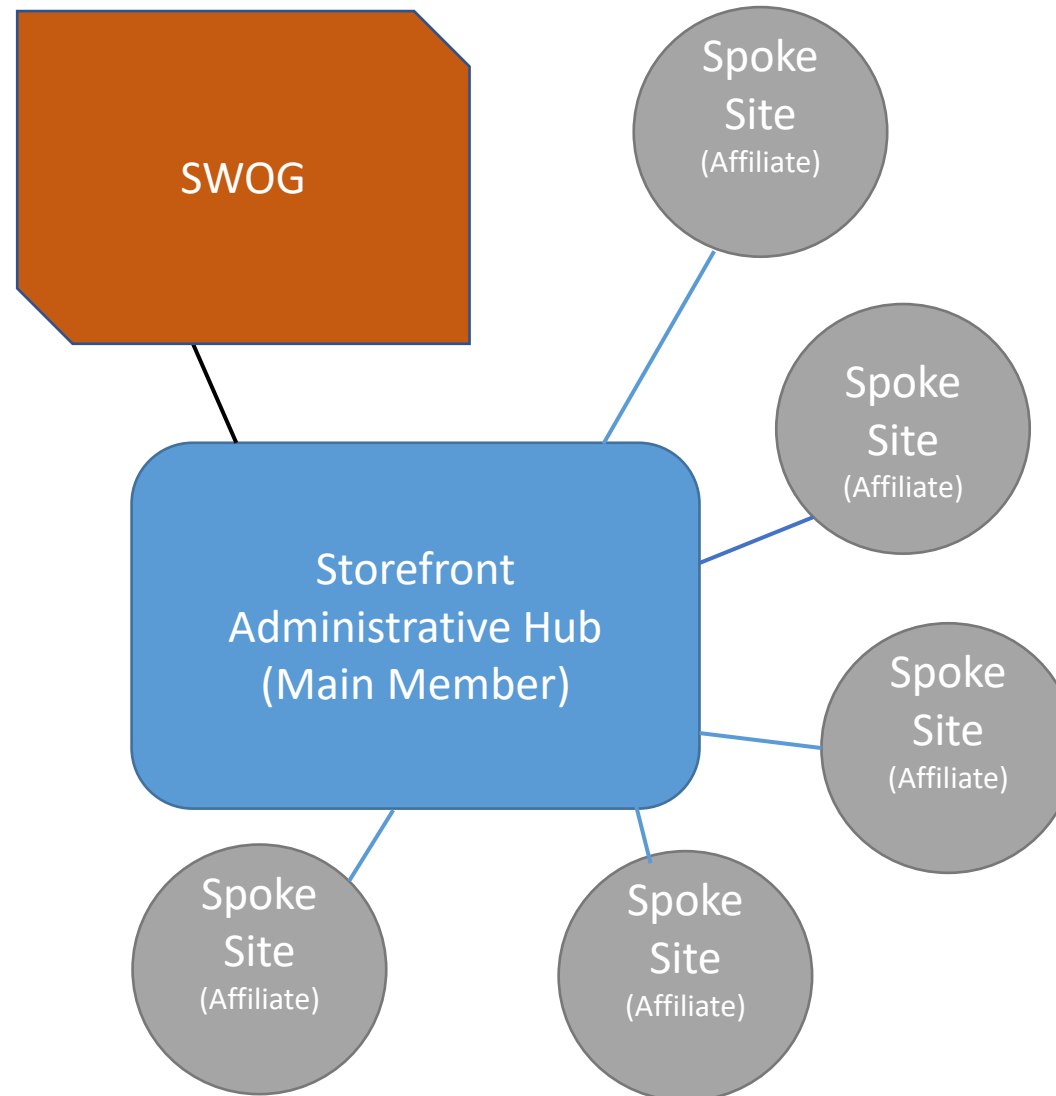 SWOG
Spoke
Site
(Affiliate)
Spoke
Site
(Affiliate)
Storefront
Administrative Hub
(Main Member)
Spoke
Site
(Affiliate)
Spoke
Site
(Affiliate)
Spoke
Site
(Affiliate)